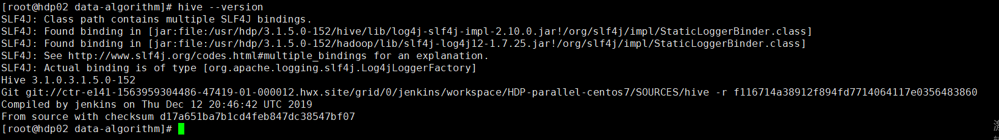 [root@hdp02 data-algorithm]# hive --version
SLF4J: Class path contains multiple SLF4J bindings.
SLF4J: Found binding in [jar:file:/usr/hdp/3.1.5.0-152/hive/lib/log4j-slf4j-impl-2.10.0.jar!/org/slf4j/impl/StaticLoggerBinder.class]
SLF4J: Found binding in [jar:file:/usr/hdp/3.1.5.0-152/hadoop/lib/slf4j-log4j12-1.7.25.jar!/org/slf4j/impl/StaticLoggerBinder.class]
SLF4J: See http://www.slf4j.org/codes.html#multiple_bindings for an explanation.
SLF4J: Actual binding is of type [org.apache.logging.slf4j.Log4jLoggerFactory]
Hive 3.1.0.3.1.5.0-152
Git git://ctr-e141-1563959304486-47419-01-000012.hwx.site/grid/0/jenkins/workspace/HDP-parallel-centos7/SOURCES/hive -r f116714a38912f894fd7714064117e0356483860
Compiled by jenkins on Thu Dec 12 20:46:42 UTC 2019
From source with checksum d17a651ba7b1cd4feb847dc38547bf07
[root@hdp02 data-algorithm]#